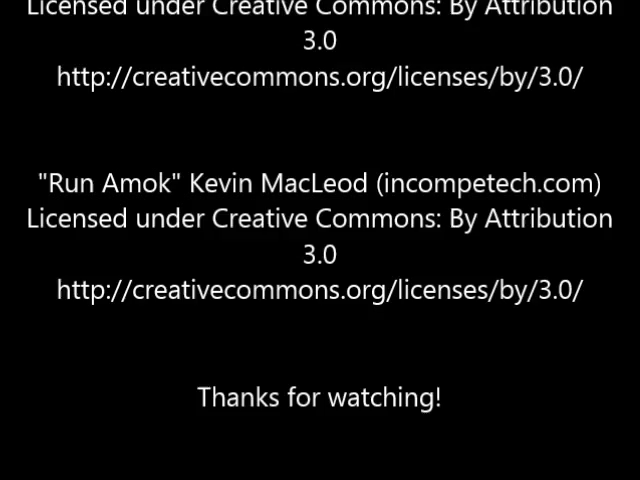 Licensed under Creative Commons: By Attribution
3.0
http://creativecommons.org/licenses/by/3.0/
"Run Amok" Kevin MacLeod (incompetech.com)
Licensed under Creative Commons: By Attribution
3.0
http://creativecommons.org/licenses/by/3.0/
Thanks for watching!